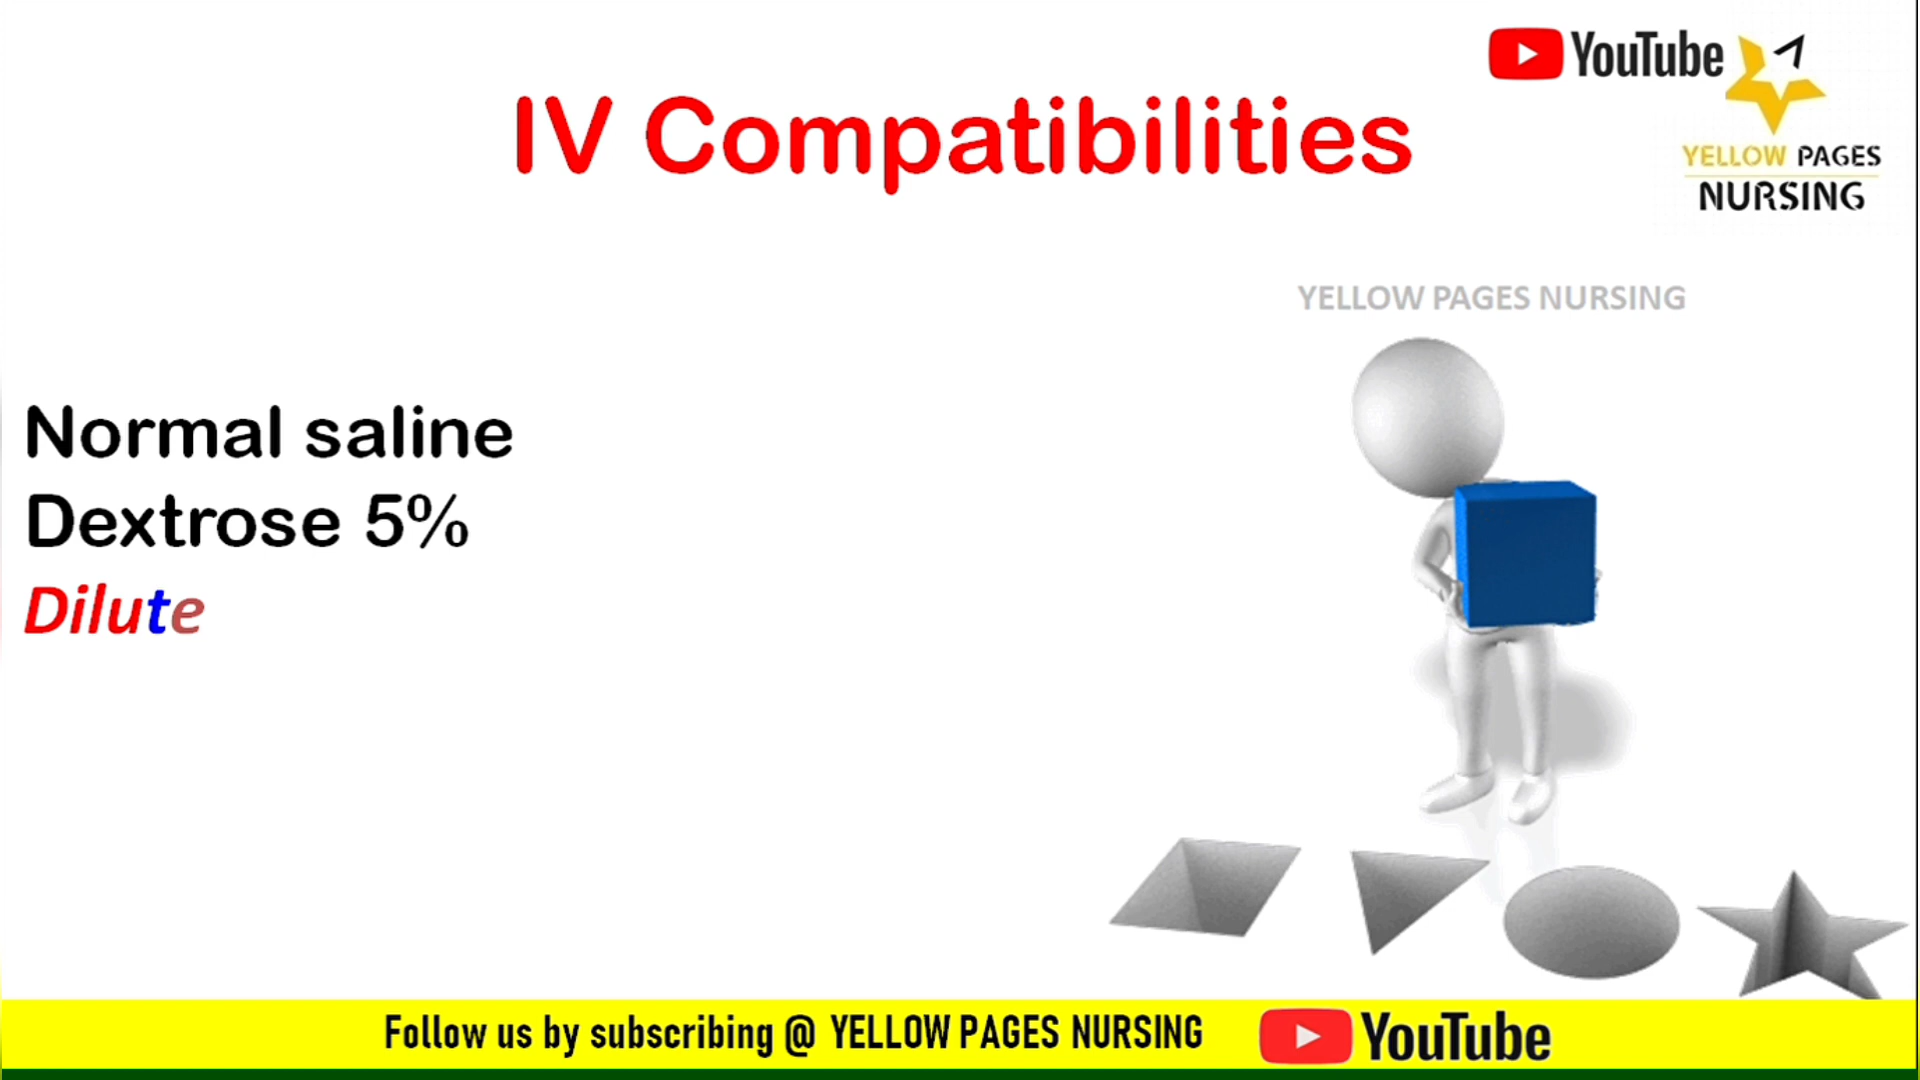 YouTube
IV Compatibilities
YELLOW PAGES
NURSING
YELLOW PAGES NURSING
Normal saline
Dextrose 5%
Dilute
Follow us by subscribing @ YELLOW PAGES NURSING YouTube